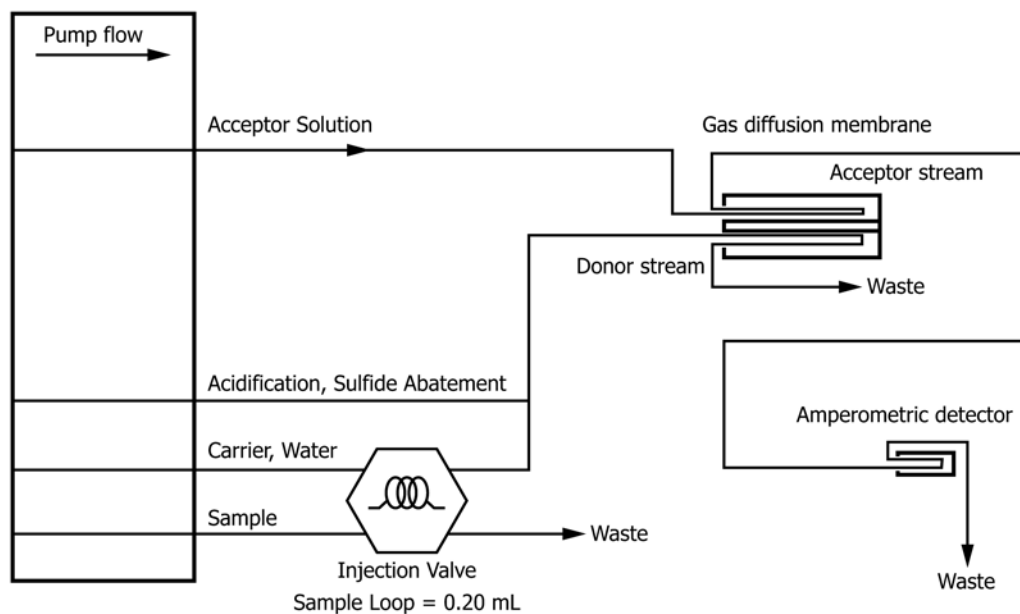 Pump flow
Acceptor Solution
Gas diffusion membrane
Acceptor stream
Donor stream
Waste
Acidification, Sulfide Abatement
Amperometric detector
Carrier, Water
Sample
Waste
Injection Valve
Waste
Sample Loop = 0.20 mL